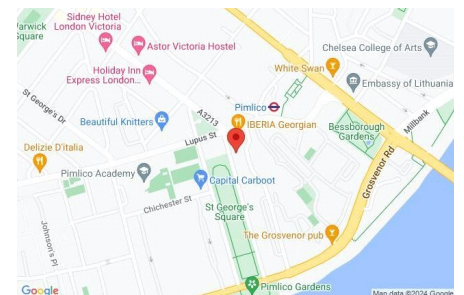 Sidney Hotel
London Victoria
Warwick
Square
Astor Victoria Hostel
Chelsea College of Arts
White Swan
Holiday Inn
Express London...
Embassy of Lithuania
St George's Dr
A3213
Pimlico
Millbank
Beautiful Knitters
IBERIA Georgian
Bessborough
Gardens
Lupus St
Delizie D'italia
Pimlico Academy
Capital Carboot
Grosvenor Rd
Chichester St
St George's
Square
Johnson's Pl
The Grosvenor pub
Pimlico Gardens
Google
Map data ©2024 Google